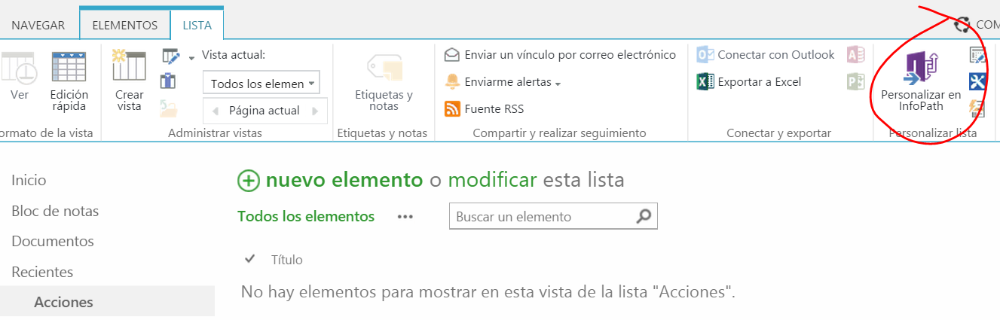 NAVEGAR ELEMENTOS LISTA COM
Ver
Edición
rápida
Crear
vista
Vista actual:
Todos los elemen
Página actual
Etiquetas y
notas
Enviar un vínculo por correo electrónico
Enviarme alertas
Fuente RSS
Conectar con Outlook
Exportar a Excel
Personalizar en
InfoPath
ormato de la vista
Administrar vistas
Etiquetas y notas
Compartir y realizar seguimiento
Conectar y exportar
Personalizar lista
Inicio
Bloc de notas
Documentos
Recientes
Acciones
nuevo elemento o modificar esta lista
Todos los elementos ...
Buscar un elemento
Título
No hay elementos para mostrar en esta vista de la lista "Acciones".